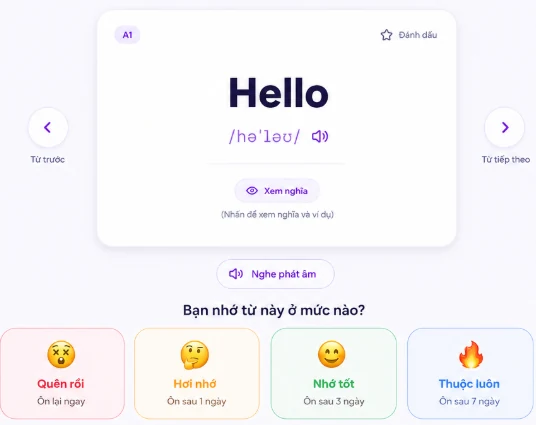 A1
Đánh dấu
Hello
/həˈləʊ/
Từ trước
Từ tiếp theo
Xem nghĩa
(Nhấn để xem nghĩa và ví dụ)
Nghe phát âm
Bạn nhớ từ này ở mức nào?
Quên rồi
Ôn lại ngay
Hơi nhớ
Ôn sau 1 ngày
Nhớ tốt
Ôn sau 3 ngày
Thuộc luôn
Ôn sau 7 ngày